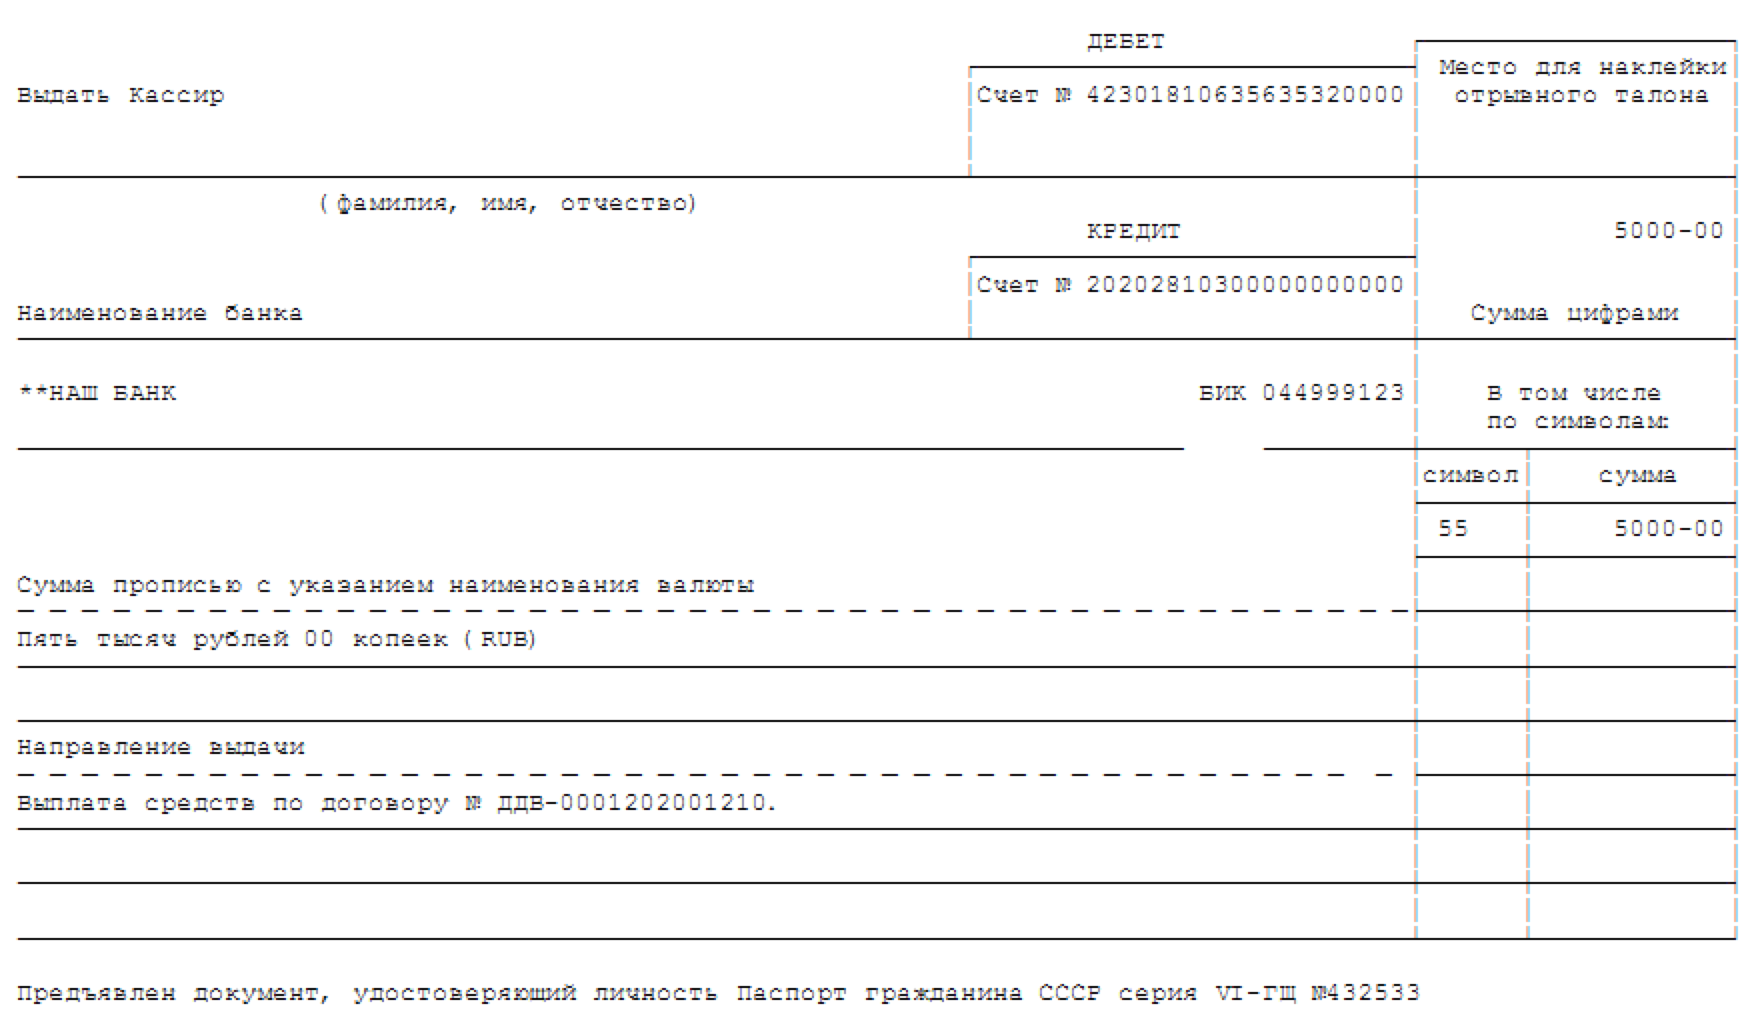 ДЕБЕТ
Место для наклейки
Выдать Кассир Счет № 42301810635635320000 отрывного талона
(фамилия, имя, отчество)
КРЕДИТ 5000-00
Счет № 20202810300000000000
Наименование банка Сумма цифрами
**НАШ БАНК БИК 044999123 В том числе
по символам:
символ сумма
55 5000-00
Сумма прописью с указанием наименования валюты
Пять тысяч рублей 00 копеек (RUB)
Направление выдачи
Выплата средств по договору № ДДВ-0001202001210.
Предъявлен документ, удостоверяющий личность Паспорт гражданина СССР серия VI-ГЩ №432533